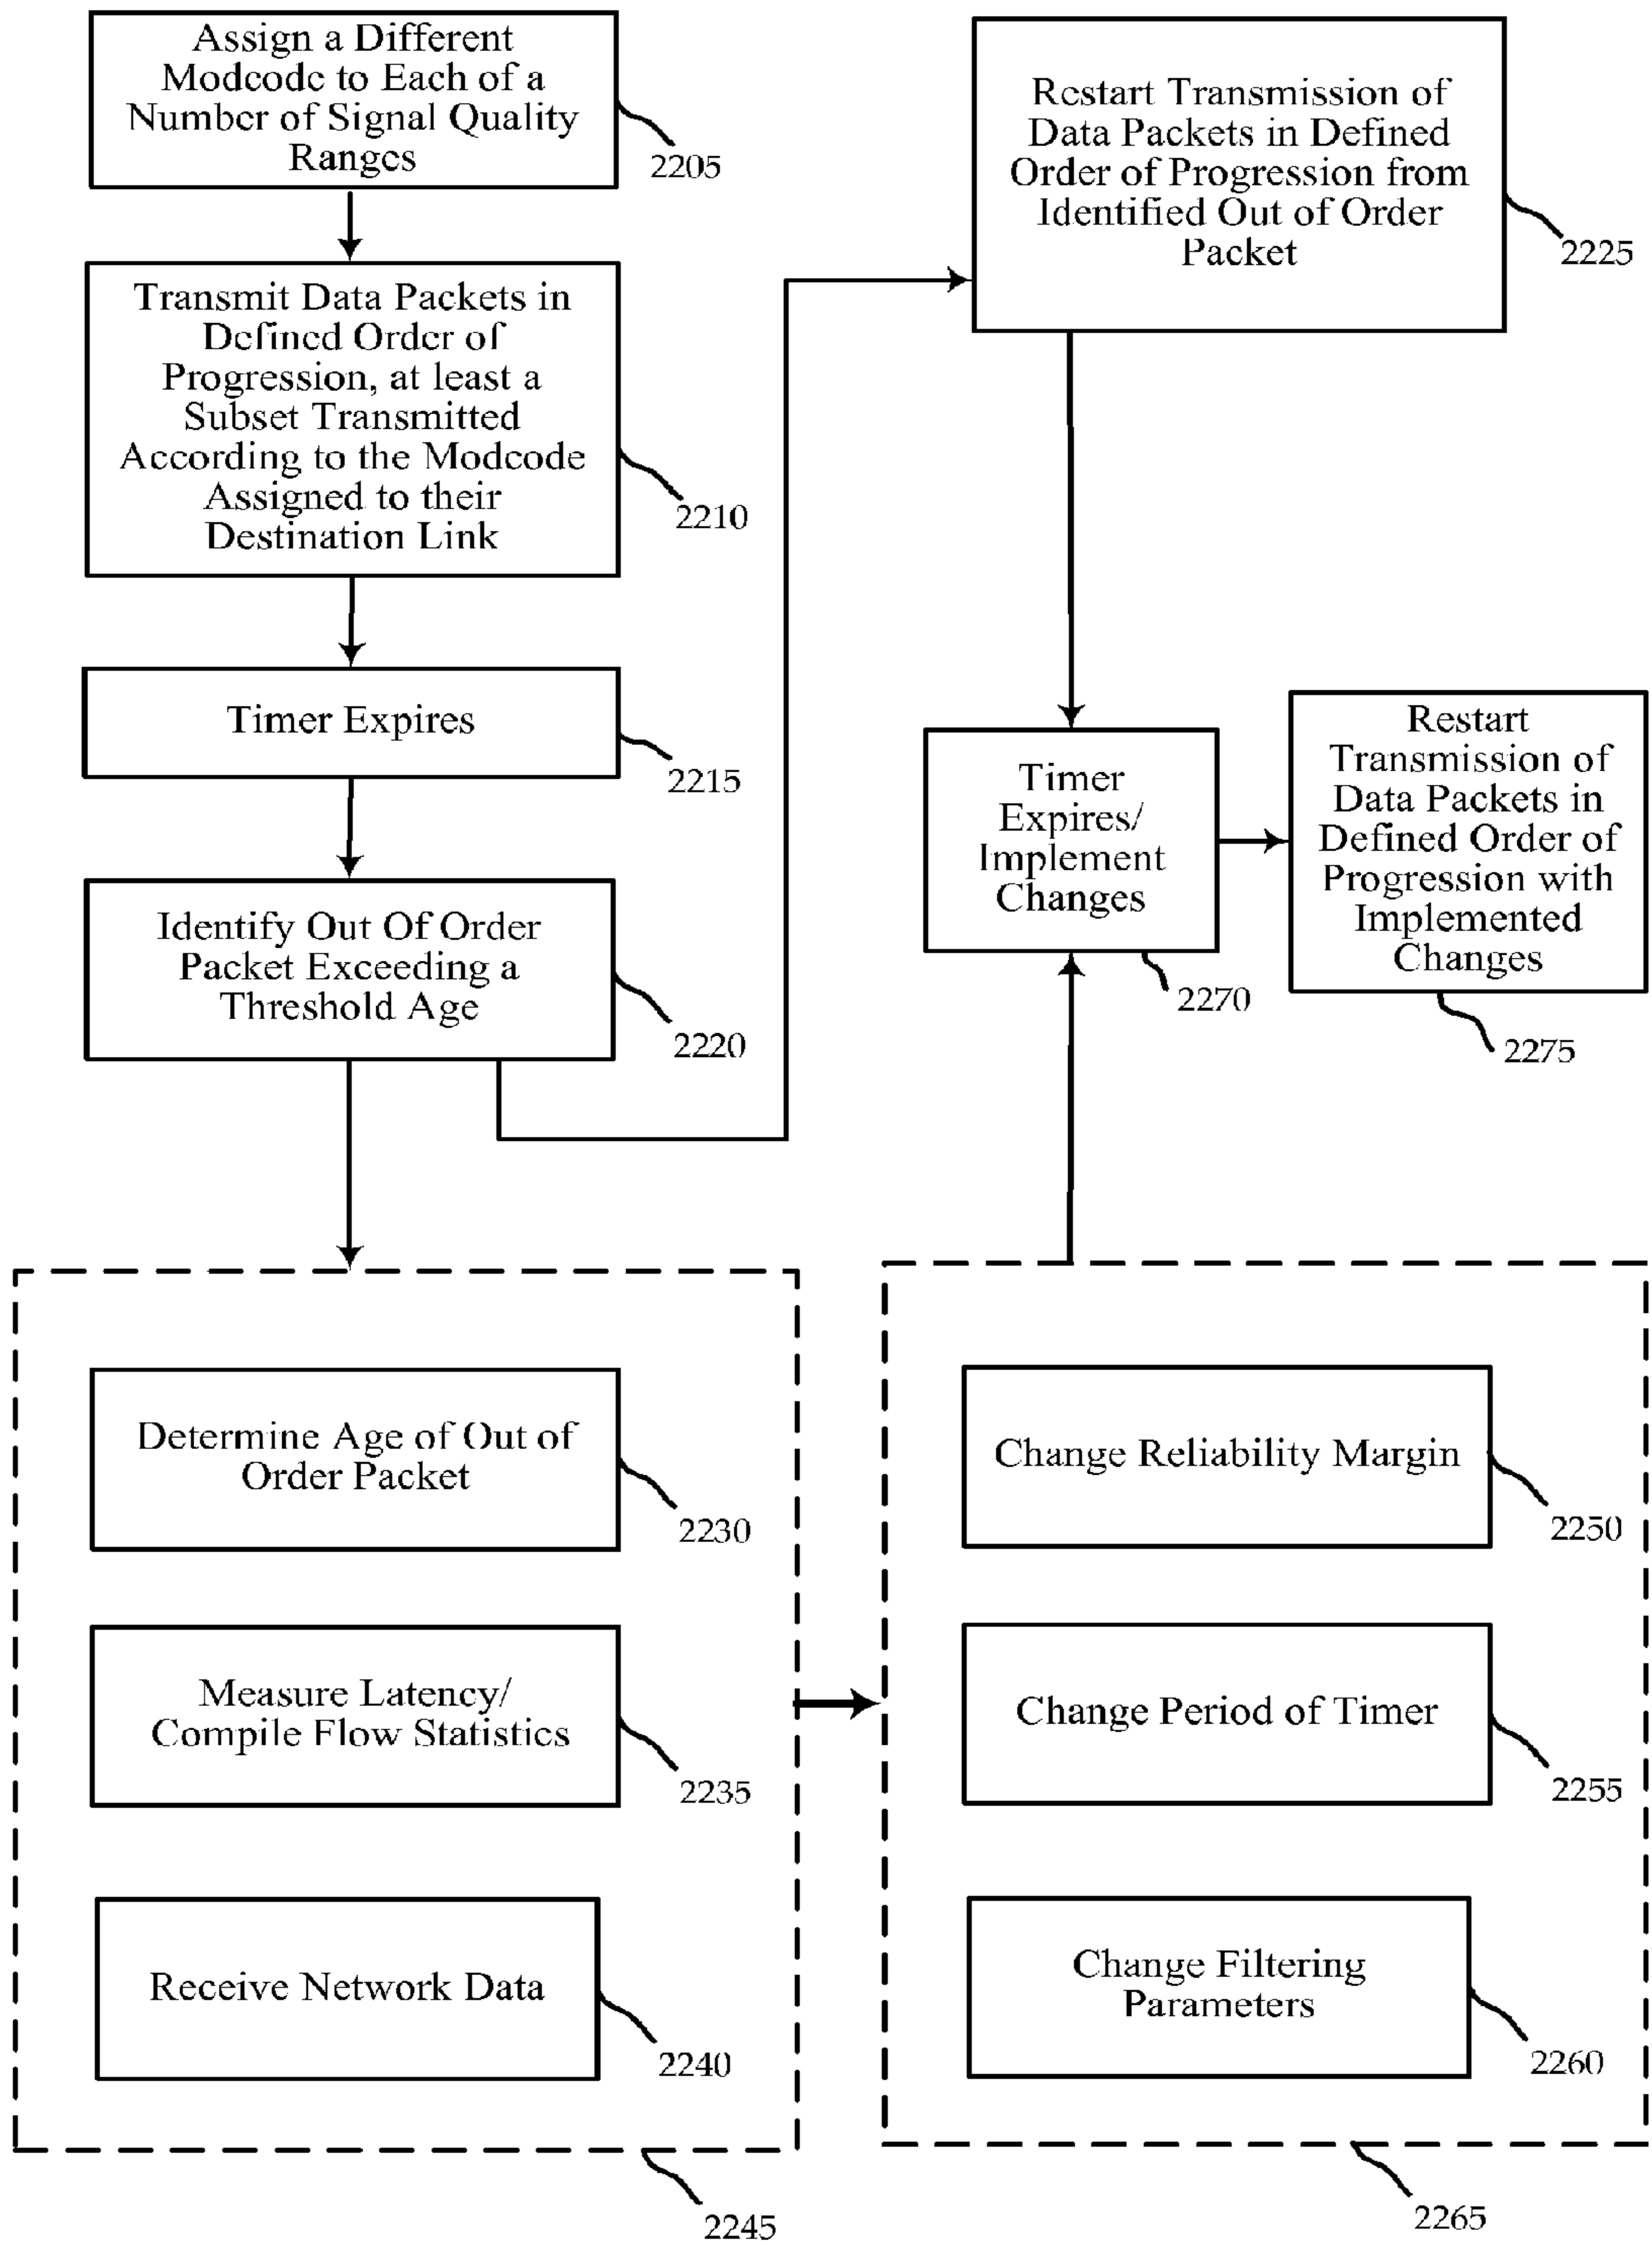 Assign a Different
Modcode to Each of a
Number of Signal Quality
Ranges
2205
Transmit Data Packets in
Defined Order of
Progression, at least a
Subset Transmitted
According to the Modcode
Assigned to their
Destination Link
2210
Timer Expires
2215
Identify Out Of Order
Packet Exceeding a
Threshold Age
2220
Restart Transmission of
Data Packets in Defined
Order of Progression from
Identified Out of Order
Packet
2225
Timer
Expires/
Implement
Changes
2270
Restart
Transmission of
Data Packets in
Defined Order of
Progression with
Implemented
Changes
2275
Determine Age of Out of
Order Packet
2230
Measure Latency/
Compile Flow Statistics
2235
Receive Network Data
2240
2245
Change Reliability Margin
2250
Change Period of Timer
2255
Change Filtering
Parameters
2260
2265